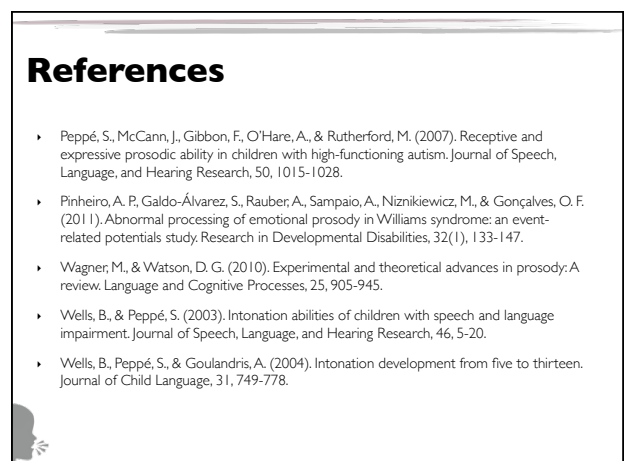 References
‣ Peppé, S., McCann, J., Gibbon, F., O'Hare, A., & Rutherford, M. (2007). Receptive and
expressive prosodic ability in children with high-functioning autism. Journal of Speech,
Language, and Hearing Research, 50, 1015-1028.
‣ Pinheiro, A. P., Galdo-Álvarez, S., Rauber, A., Sampaio, A., Niznikiewicz, M., & Gonçalves, O. F.
(2011). Abnormal processing of emotional prosody in Williams syndrome: an event-
related potentials study. Research in Developmental Disabilities, 32(1), 133-147.
‣ Wagner, M., & Watson, D. G. (2010). Experimental and theoretical advances in prosody: A
review. Language and Cognitive Processes, 25, 905-945.
‣ Wells, B., & Peppé, S. (2003). Intonation abilities of children with speech and language
impairment. Journal of Speech, Language, and Hearing Research, 46, 5-20.
‣ Wells, B., Peppé, S., & Goulandris, A. (2004). Intonation development from five to thirteen.
Journal of Child Language, 31, 749-778.